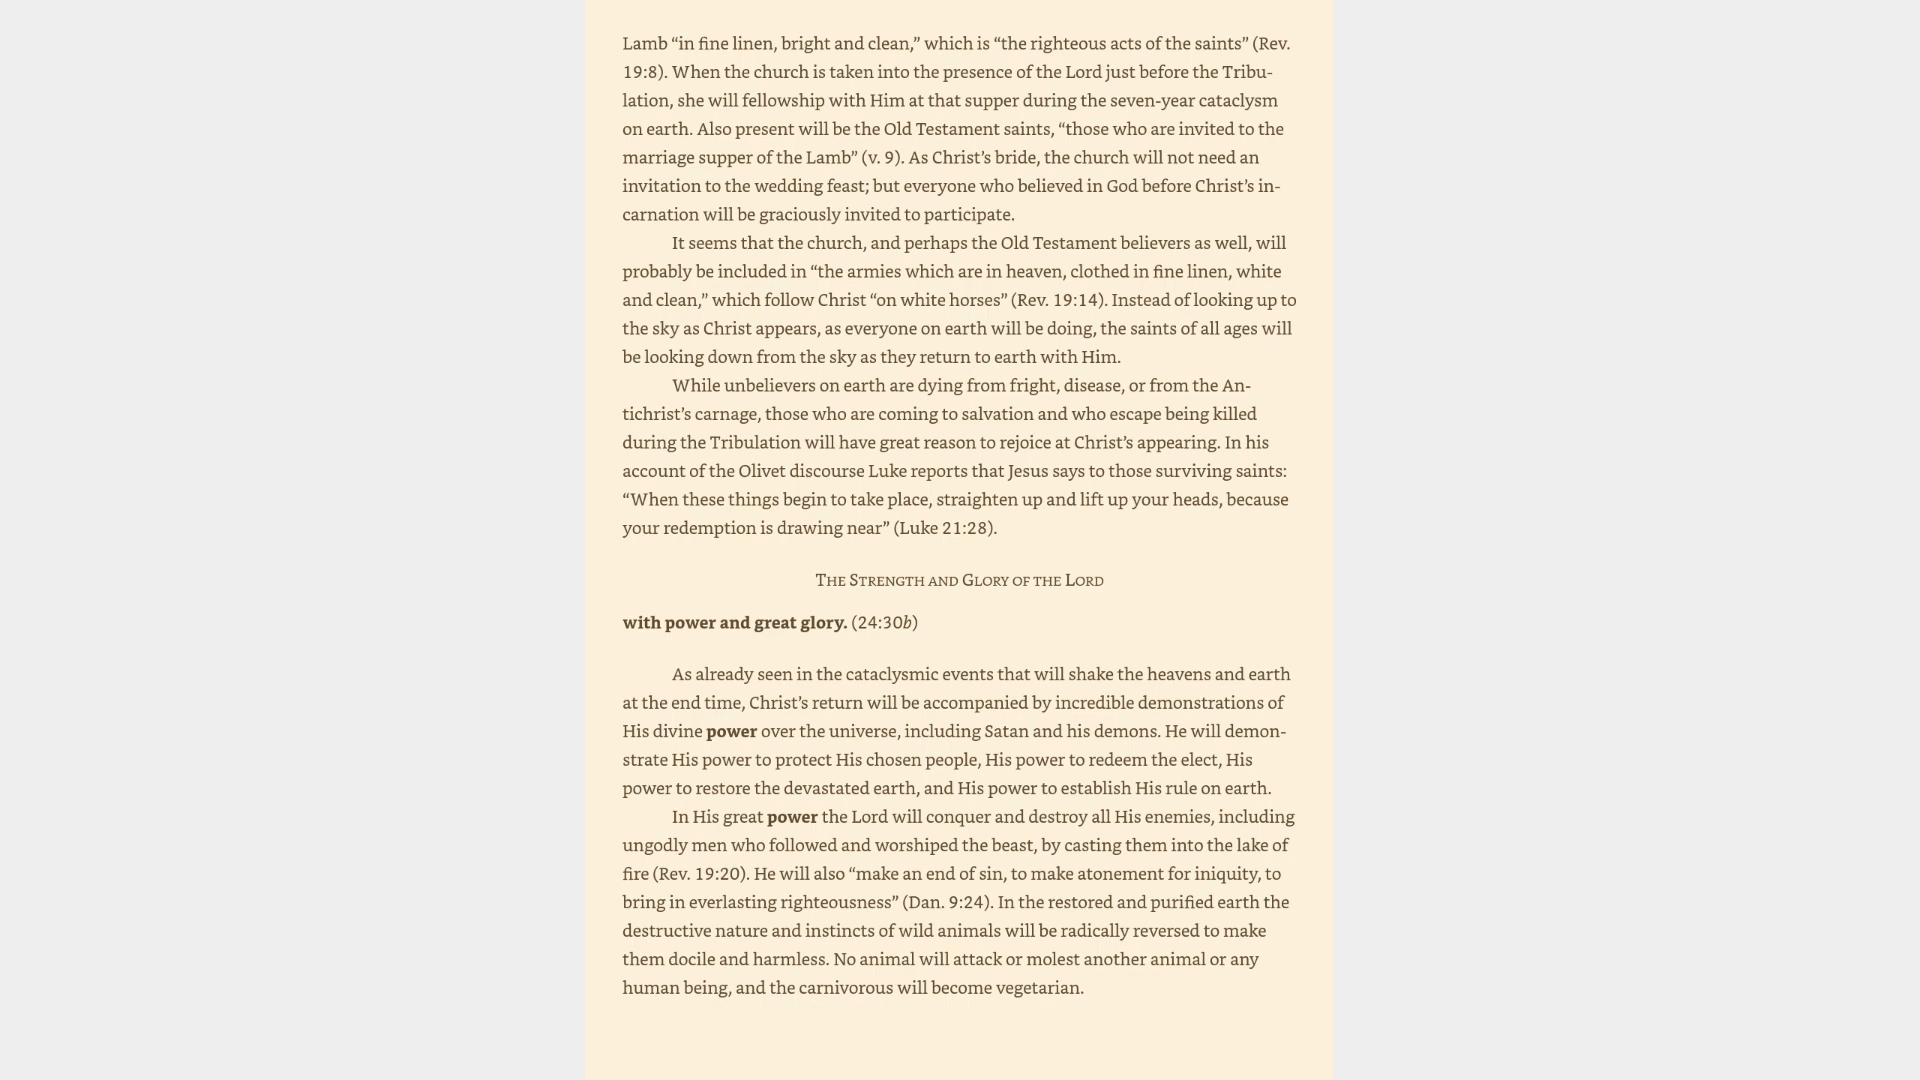 Lamb “in fine linen, bright and clean,” which is “the righteous acts of the saints” (Rev.
19:8). When the church is taken into the presence of the Lord just before the Tribu-
lation, she will fellowship with Him at that supper during the seven-year cataclysm
on earth. Also present will be the Old Testament saints, “those who are invited to the
marriage supper of the Lamb” (v. 9). As Christ’s bride, the church will not need an
invitation to the wedding feast; but everyone who believed in God before Christ’s in-
carnation will be graciously invited to participate.
It seems that the church, and perhaps the Old Testament believers as well, will
probably be included in “the armies which are in heaven, clothed in fine linen, white
and clean,” which follow Christ “on white horses” (Rev. 19:14). Instead of looking up to
the sky as Christ appears, as everyone on earth will be doing, the saints of all ages will
be looking down from the sky as they return to earth with Him.
While unbelievers on earth are dying from fright, disease, or from the An-
tichrist’s carnage, those who are coming to salvation and who escape being killed
during the Tribulation will have great reason to rejoice at Christ’s appearing. In his
account of the Olivet discourse Luke reports that Jesus says to those surviving saints:
“When these things begin to take place, straighten up and lift up your heads, because
your redemption is drawing near” (Luke 21:28).
The Strength and Glory of the Lord
with power and great glory. (24:30b)
As already seen in the cataclysmic events that will shake the heavens and earth
at the end time, Christ’s return will be accompanied by incredible demonstrations of
His divine power over the universe, including Satan and his demons. He will demon-
strate His power to protect His chosen people, His power to redeem the elect, His
power to restore the devastated earth, and His power to establish His rule on earth.
In His great power the Lord will conquer and destroy all His enemies, including
ungodly men who followed and worshiped the beast, by casting them into the lake of
fire (Rev. 19:20). He will also “make an end of sin, to make atonement for iniquity, to
bring in everlasting righteousness” (Dan. 9:24). In the restored and purified earth the
destructive nature and instincts of wild animals will be radically reversed to make
them docile and harmless. No animal will attack or molest another animal or any
human being, and the carnivorous will become vegetarian.